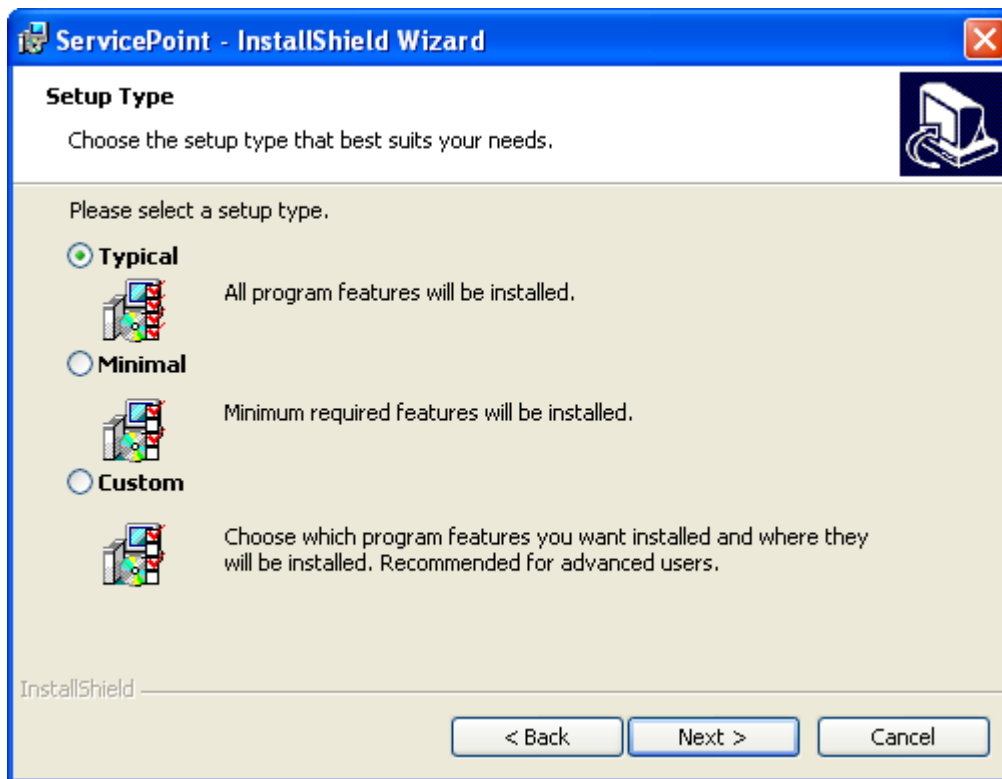 ServicePoint - InstallShield Wizard
Setup Type
Choose the setup type that best suits your needs.
Please select a setup type.
Typical
All program features will be installed.
Minimal
Minimum required features will be installed.
Custom
Choose which program features you want installed and where they
will be installed. Recommended for advanced users.
InstallShield
< Back
Next >
Cancel